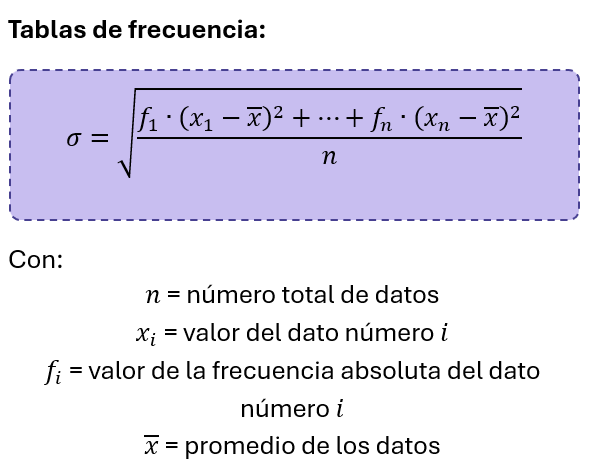 Tablas de frecuencia:
σ = √(f₁ · (x₁ − x̅)² + ⋯ + fₙ · (xₙ − x̅)² / n)
Con:
n = número total de datos
xᵢ = valor del dato número i
fᵢ = valor de la frecuencia absoluta del dato
número i
x̅ = promedio de los datos